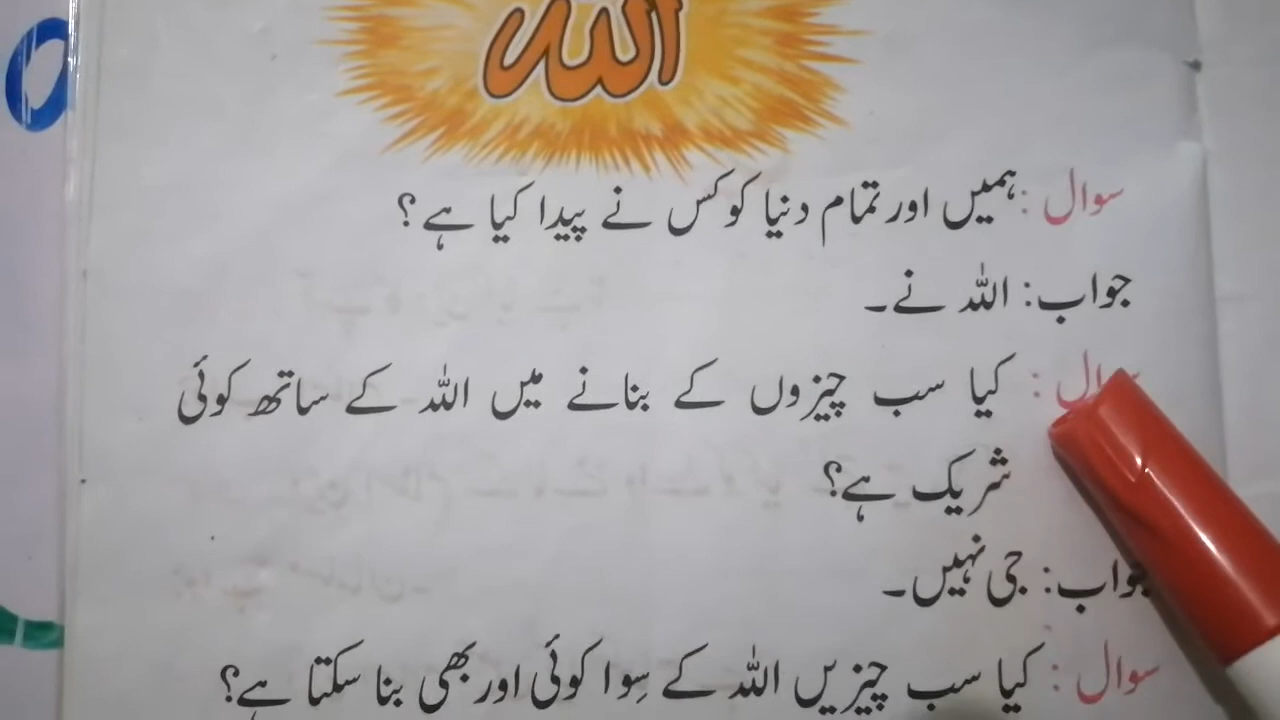 الله
سوال : ہمیں اور تمام دنیا کو کس نے پیدا کیا ہے ؟
جواب : اللہ نے۔
سوال : کیا سب چیزوں کے بنانے میں اللہ کے ساتھ کوئی
شریک ہے؟
جواب : جی نہیں۔
سوال : کیا سب چیزیں اللہ کے سِوا کوئی اور بھی بنا سکتا ہے؟